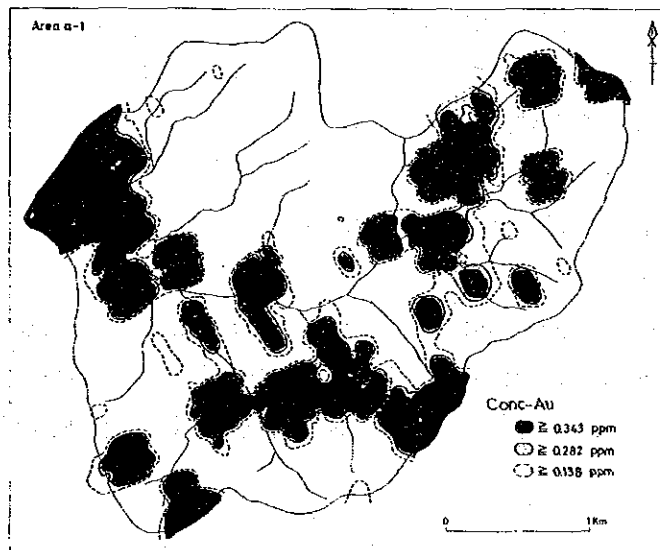 Area a-1
Conc-Au
≧ 0.343 ppm
≧ 0.282 ppm
≧ 0.138 ppm
0 1Km